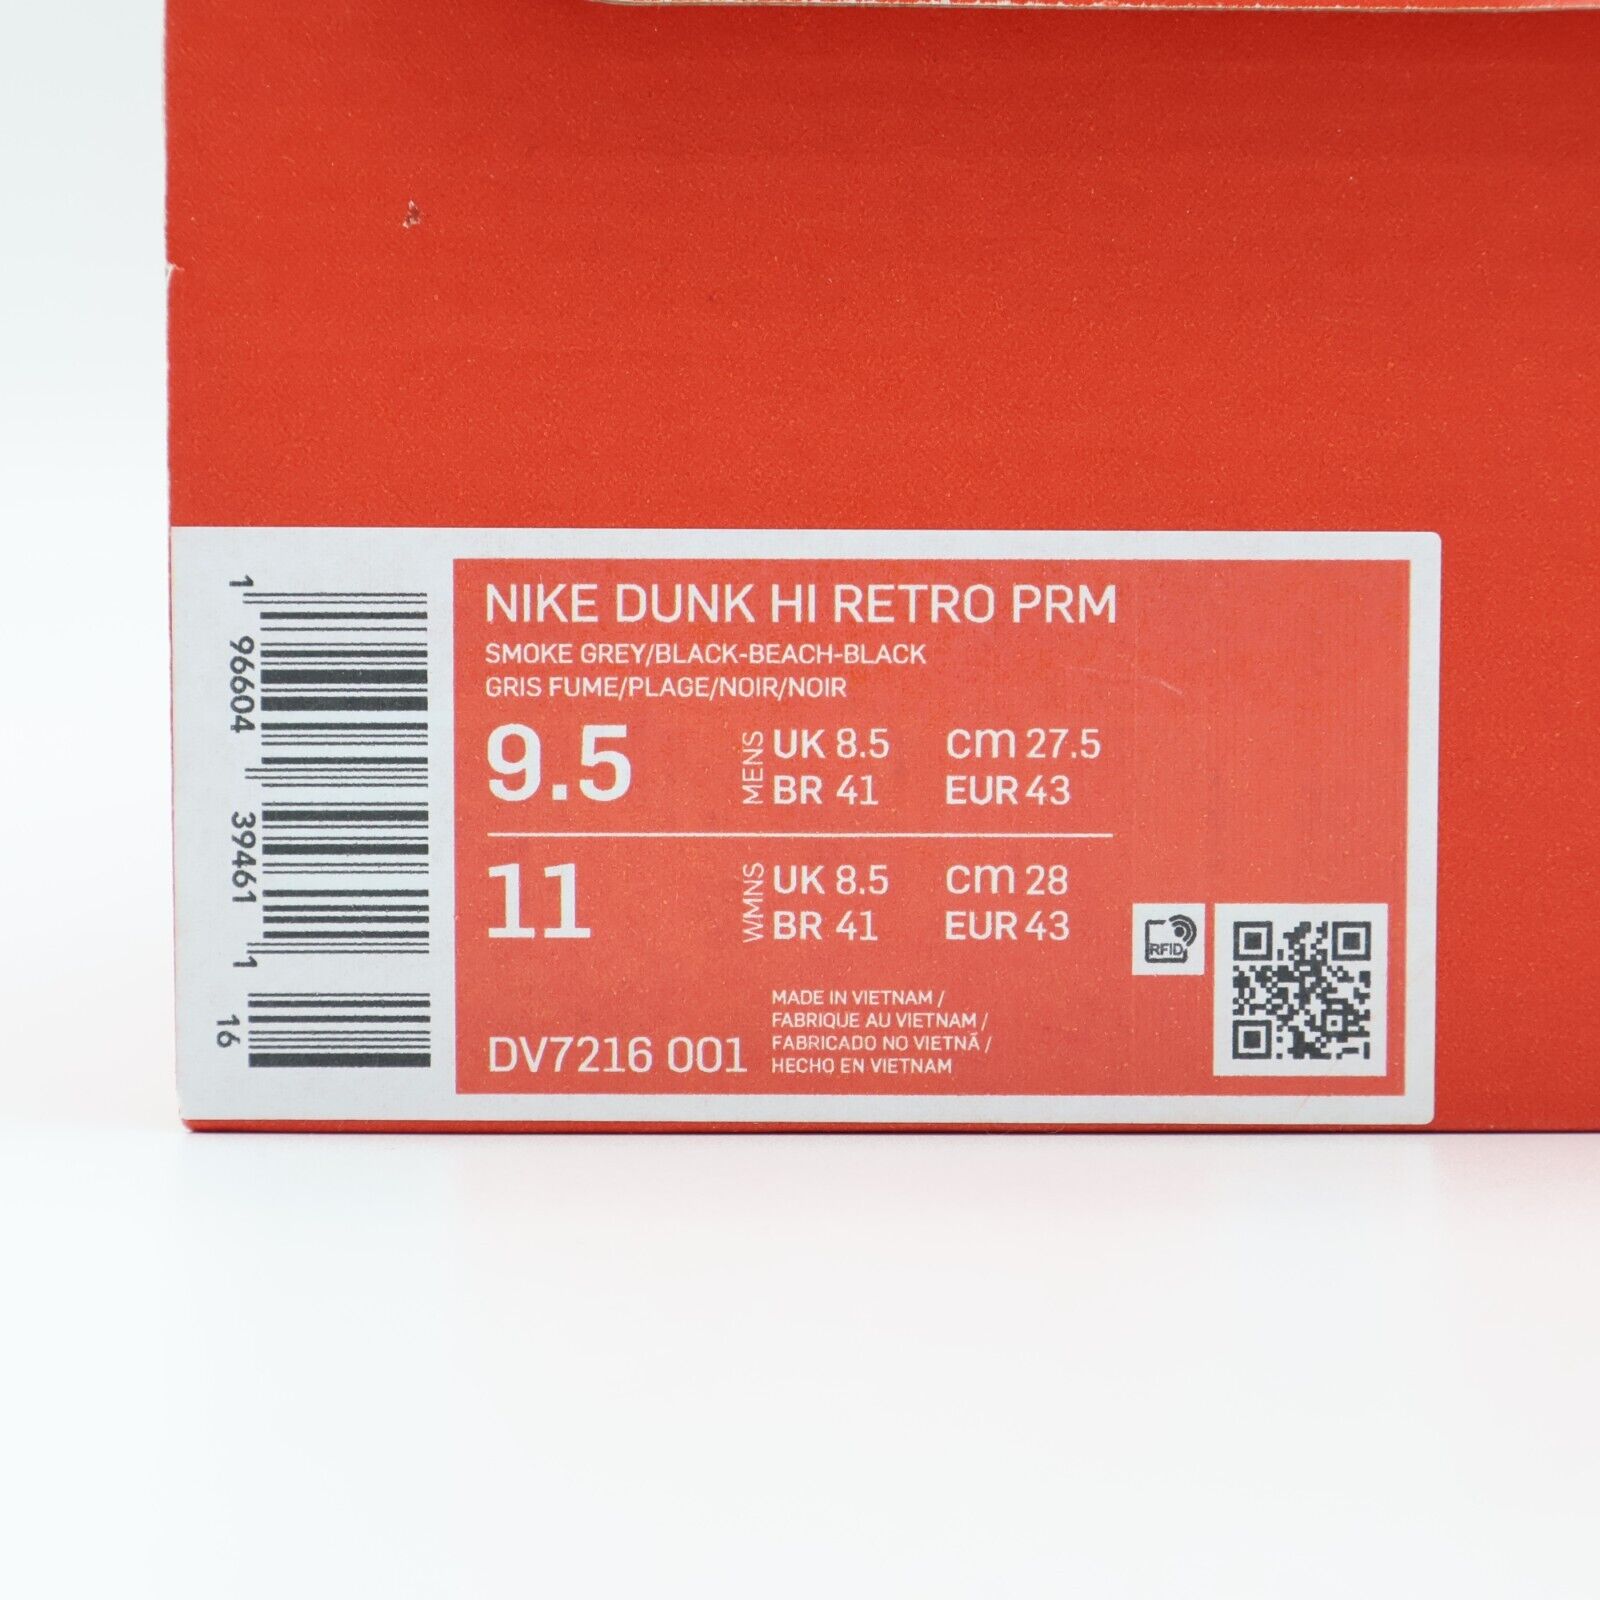 NIKE DUNK HI RETRO PRM
SMOKE GREY/BLACK-BEACH-BLACK
GRIS FUME/PLAGE/NOIR/NOIR
9.5
MENS
UK 8.5 cm 27.5
BR 41 EUR 43
11
WMNS
UK 8.5 cm 28
BR 41 EUR 43
DV7216 001
MADE IN VIETNAM /
FABRIQUE AU VIETNAM /
FABRICADO NO VIETNÃ /
HECHO EN VIETNAM
RFID
1 96604 39461 1 16